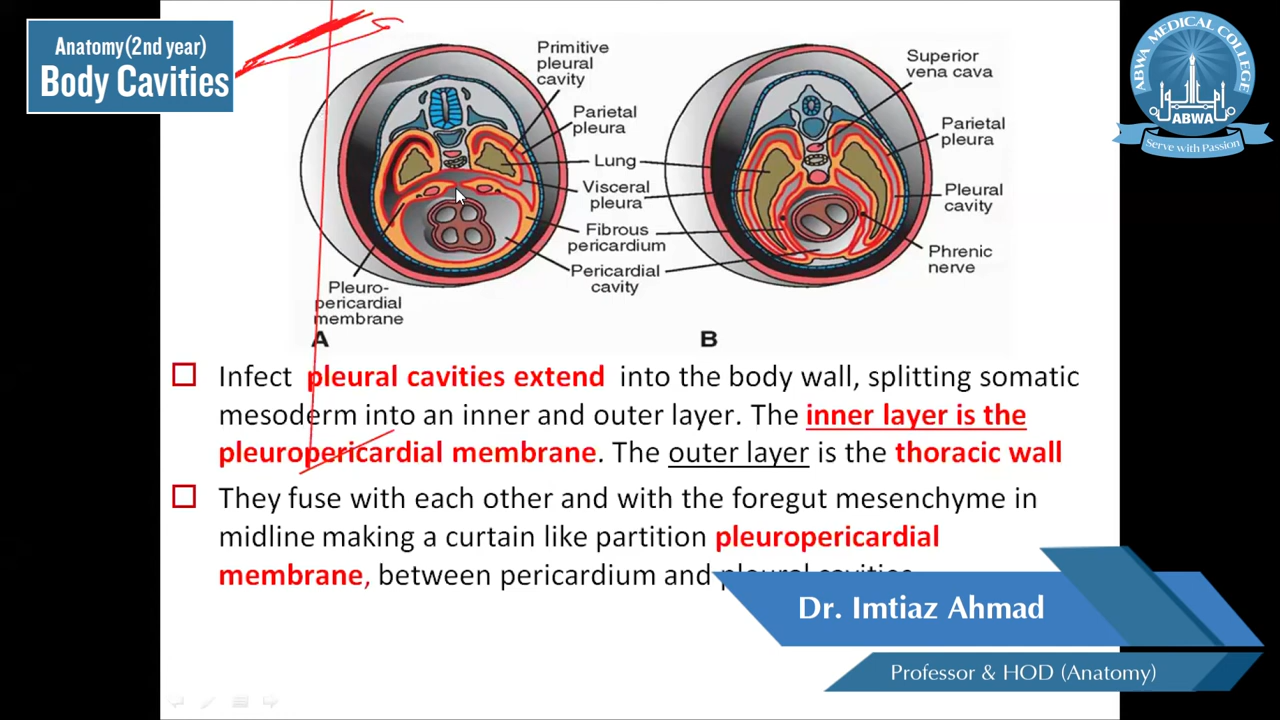 Anatomy(2nd year)
Body Cavities
Primitive
pleural
cavity
Parietal
pleura
Lung
Visceral
pleura
Fibrous
pericardium
Pericardial
cavity
Pleuro-
pericardial
membrane
A
Superior
vena cava
Parietal
pleura
Pleural
cavity
Phrenic
nerve
B
ABWA MEDICAL COLLEGE
ABWA
Serve with Passion
Infect pleural cavities extend into the body wall, splitting somatic
mesoderm into an inner and outer layer. The inner layer is the
pleuropericardial membrane. The outer layer is the thoracic wall
They fuse with each other and with the foregut mesenchyme in
midline making a curtain like partition pleuropericardial
membrane, between pericardium and pleural cavities
Dr. Imtiaz Ahmad
Professor & HOD (Anatomy)